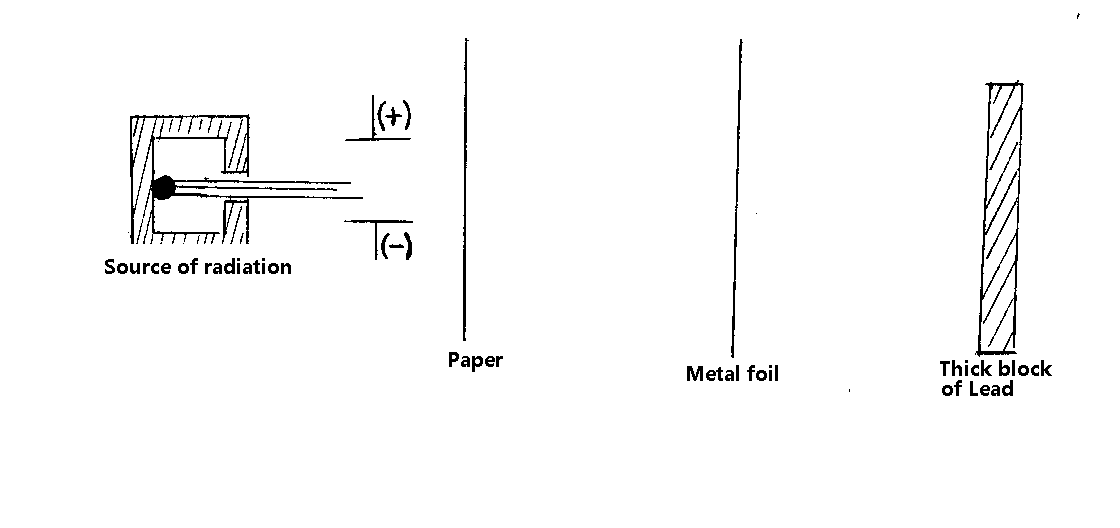 (+)
(-)
Source of radiation
Paper
Metal foil
Thick block
of Lead